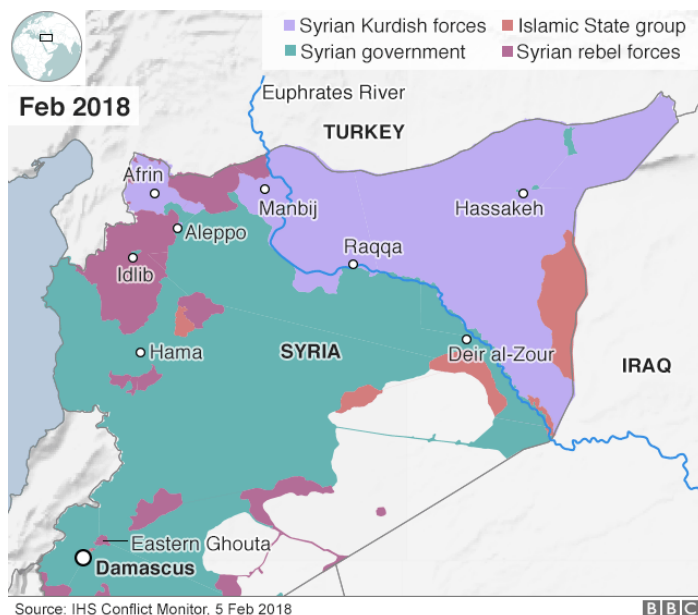 Syrian Kurdish forces
Islamic State group
Syrian government
Syrian rebel forces
Feb 2018
Euphrates River
TURKEY
Afrin
Manbij
Hassakeh
Aleppo
Raqqa
Idlib
Hama
SYRIA
Deir al-Zour
IRAQ
Eastern Ghouta
Damascus
Source: IHS Conflict Monitor, 5 Feb 2018
BBC